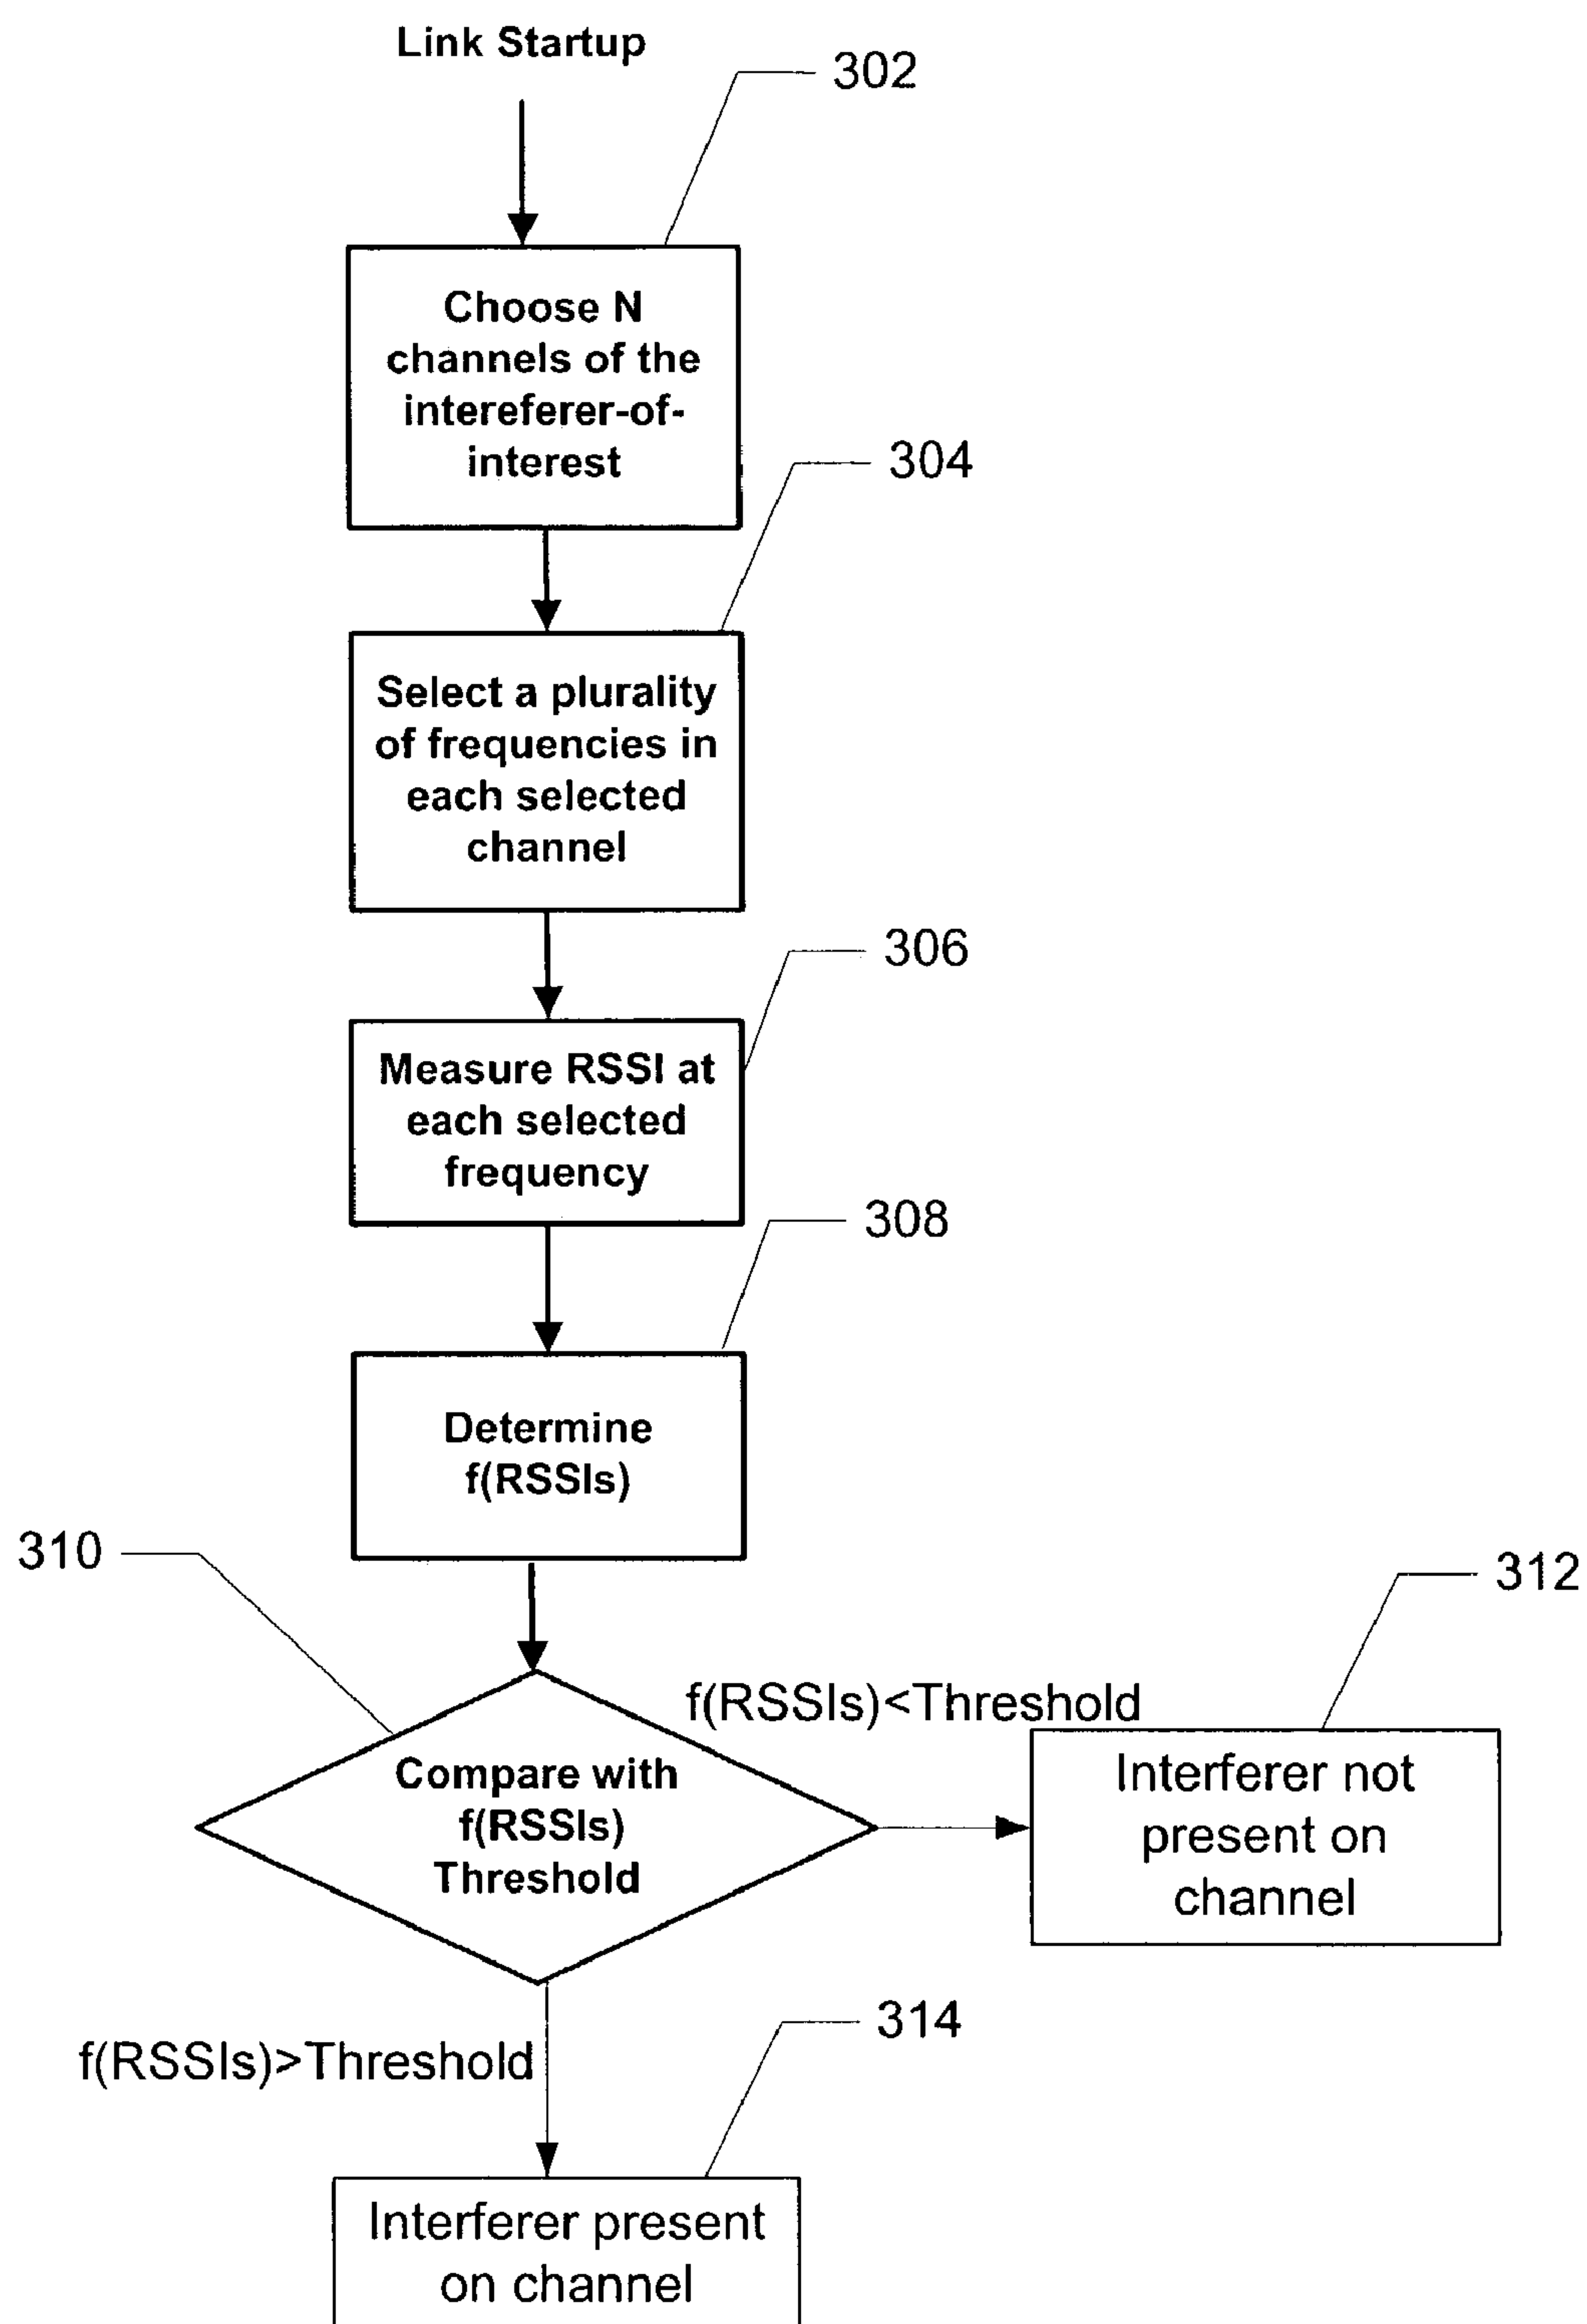 Link Startup
302
Choose N
channels of the
intereferer-of-
interest
304
Select a plurality
of frequencies in
each selected
channel
306
Measure RSSI at
each selected
frequency
308
Determine
f(RSSIs)
310
312
f(RSSIs)<Threshold
Compare with
f(RSSIs)
Threshold
Interferer not
present on
channel
314
f(RSSIs)>Threshold
Interferer present
on channel